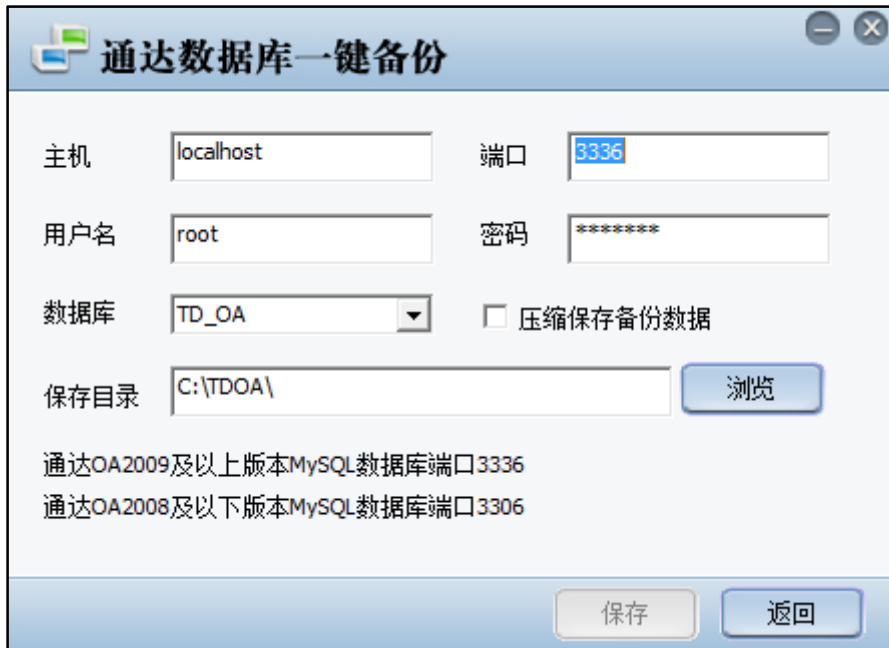 通达数据库一键备份
主机 localhost 端口 3336
用户名 root 密码 *******
数据库 TD_OA 压缩保存备份数据
保存目录 C:\TDOA\ 浏览
通达OA2009及以上版本MySQL数据库端口3336
通达OA2008及以下版本MySQL数据库端口3306
保存 返回